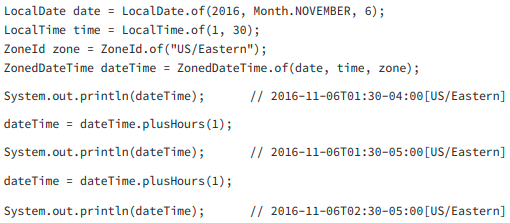 LocalDate date = LocalDate.of(2016, Month.NOVEMBER, 6);
LocalTime time = LocalTime.of(1, 30);
ZoneId zone = ZoneId.of("US/Eastern");
ZonedDateTime dateTime = ZonedDateTime.of(date, time, zone);
System.out.println(dateTime);      // 2016-11-06T01:30-04:00[US/Eastern]
dateTime = dateTime.plusHours(1);
System.out.println(dateTime);      // 2016-11-06T01:30-05:00[US/Eastern]
dateTime = dateTime.plusHours(1);
System.out.println(dateTime);      // 2016-11-06T02:30-05:00[US/Eastern]